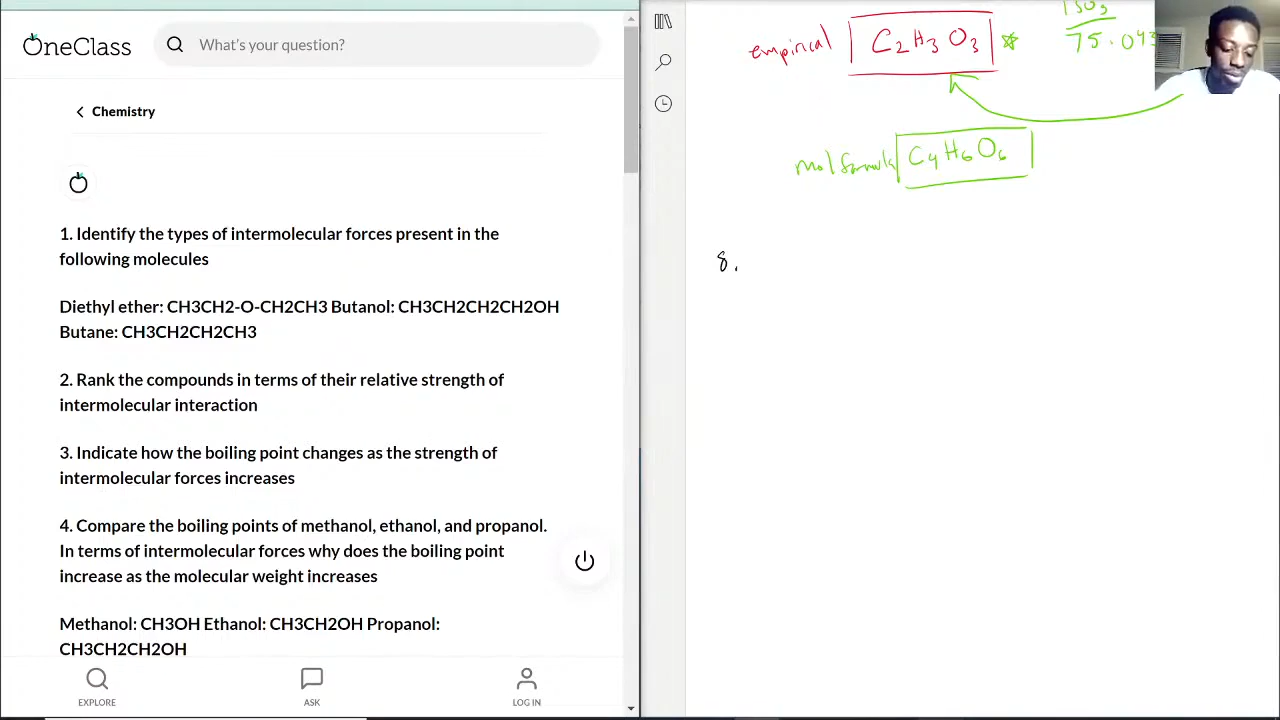 OneClass
What's your question?
Chemistry
1. Identify the types of intermolecular forces present in the
following molecules
Diethyl ether: CH3CH2-O-CH2CH3 Butanol: CH3CH2CH2CH2OH
Butane: CH3CH2CH2CH3
2. Rank the compounds in terms of their relative strength of
intermolecular interaction
3. Indicate how the boiling point changes as the strength of
intermolecular forces increases
4. Compare the boiling points of methanol, ethanol, and propanol.
In terms of intermolecular forces why does the boiling point
increase as the molecular weight increases
Methanol: CH3OH Ethanol: CH3CH2OH Propanol:
CH3CH2CH2OH
EXPLORE
ASK
LOG IN
empirical C2H3O3
75.043
mol formula C4H6O6
8.